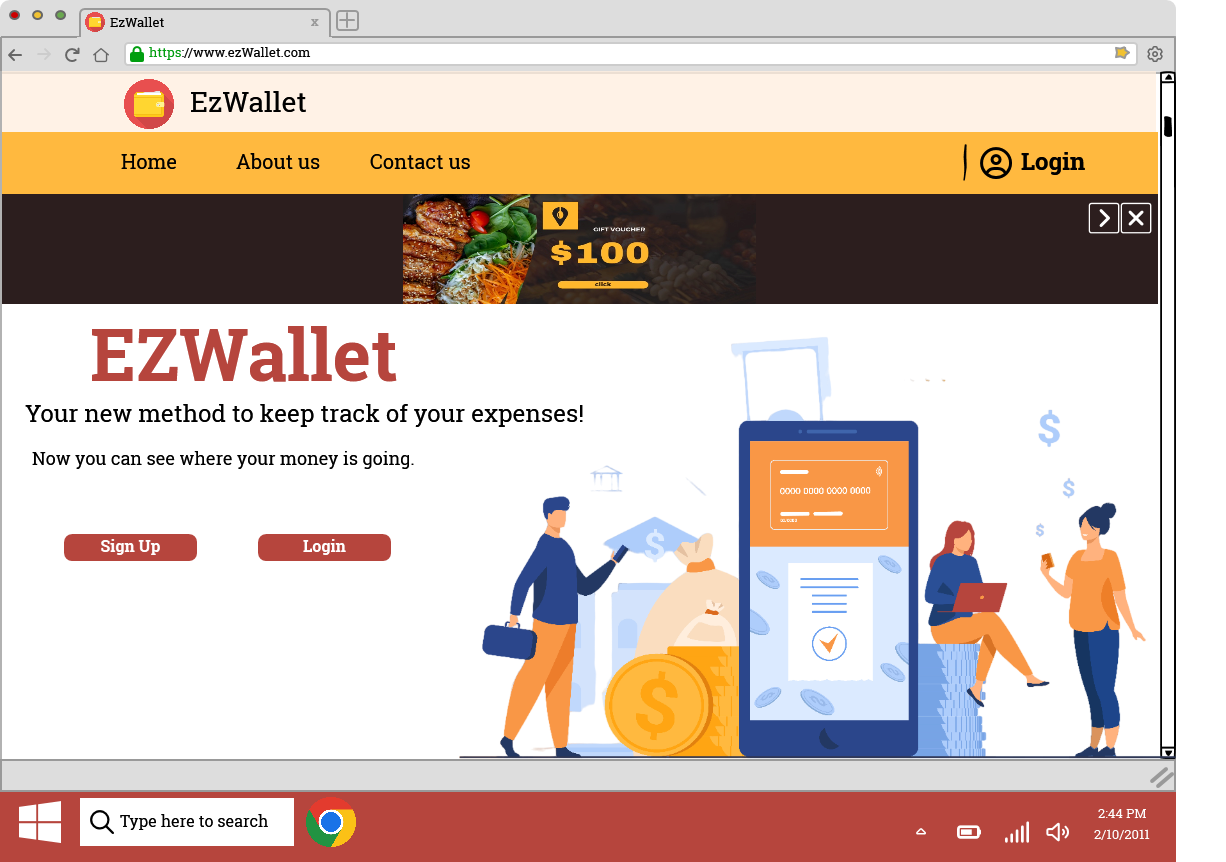 EzWallet
x
https://www.ezWallet.com
EzWallet
Home
About us
Contact us
Login
GIFT VOUCHER
$100
click
EZWallet
Your new method to keep track of your expenses!
Now you can see where your money is going.
Sign Up
Login
0000 0000 0000 0000
$
$
$
$
$
Type here to search
2:44 PM
2/10/2011